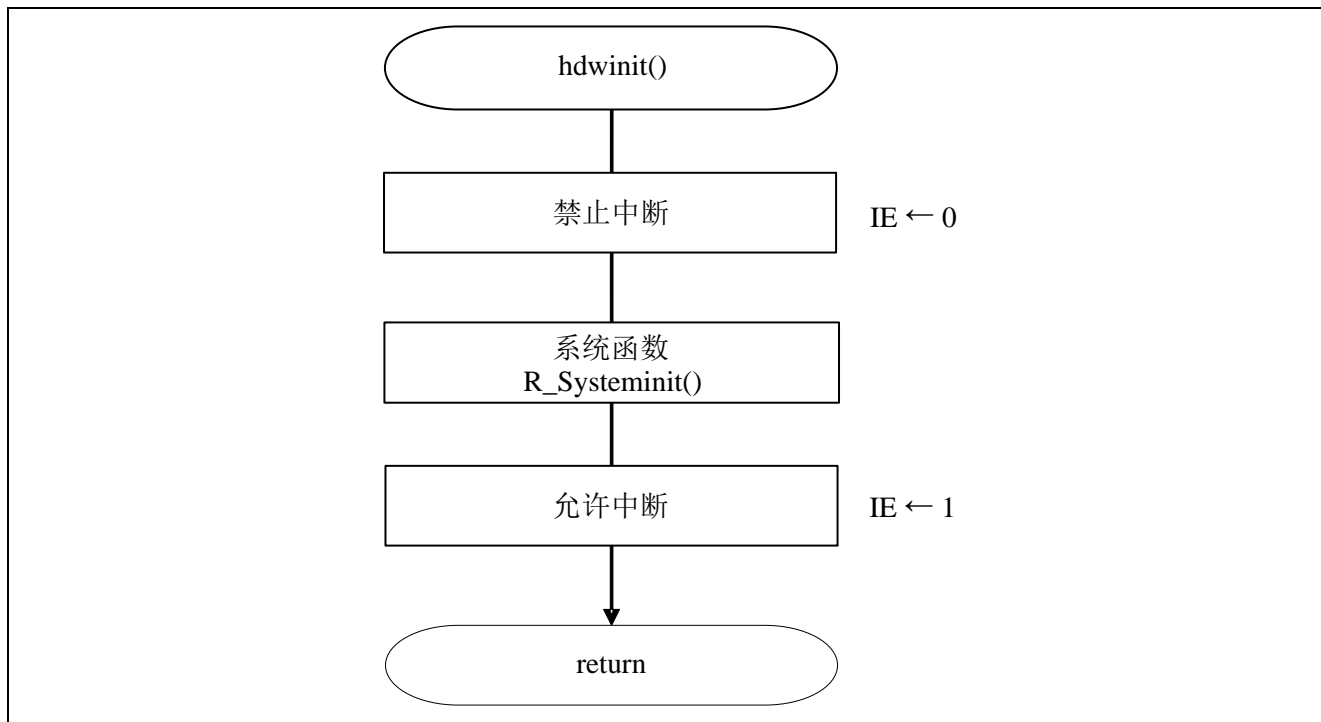 hdwinit()
禁止中断
IE ← 0
系统函数
R_Systeminit()
允许中断
IE ← 1
return